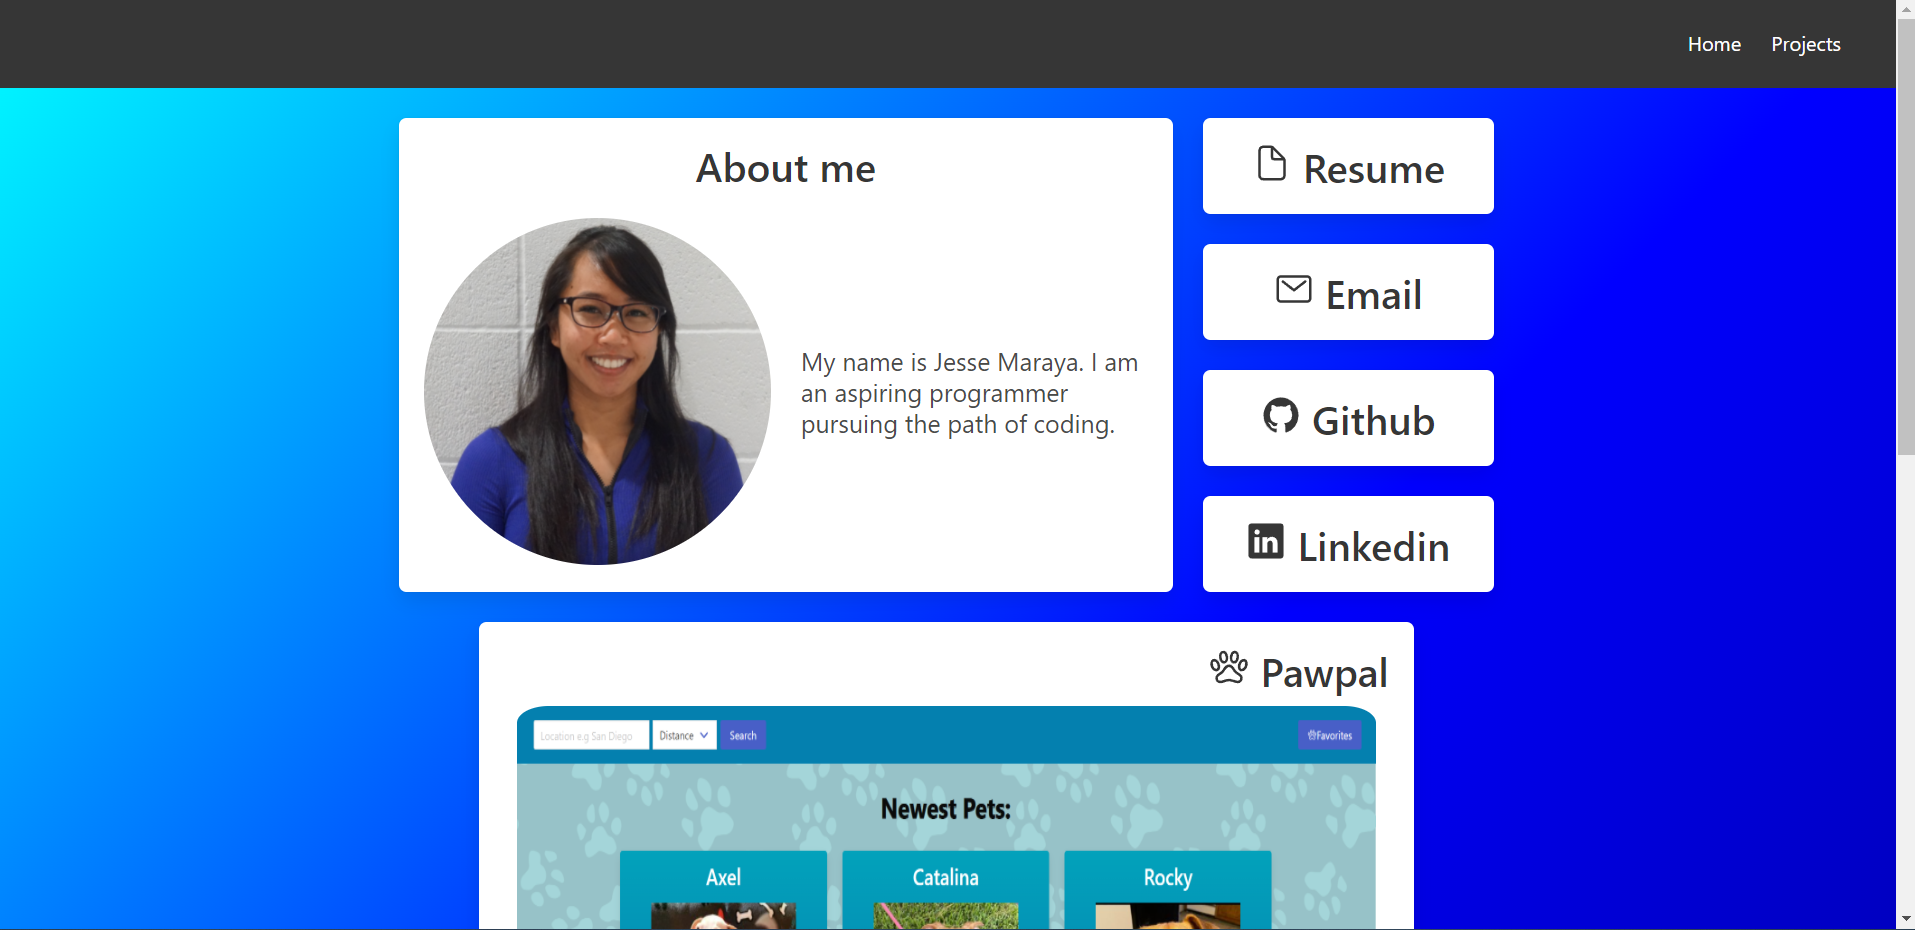 Home Projects
About me
My name is Jesse Maraya. I am
an aspiring programmer
pursuing the path of coding.
Resume
Email
Github
Linkedin
Pawpal
Location e.g San Diego Distance Search Favorites
Newest Pets:
Axel Catalina Rocky